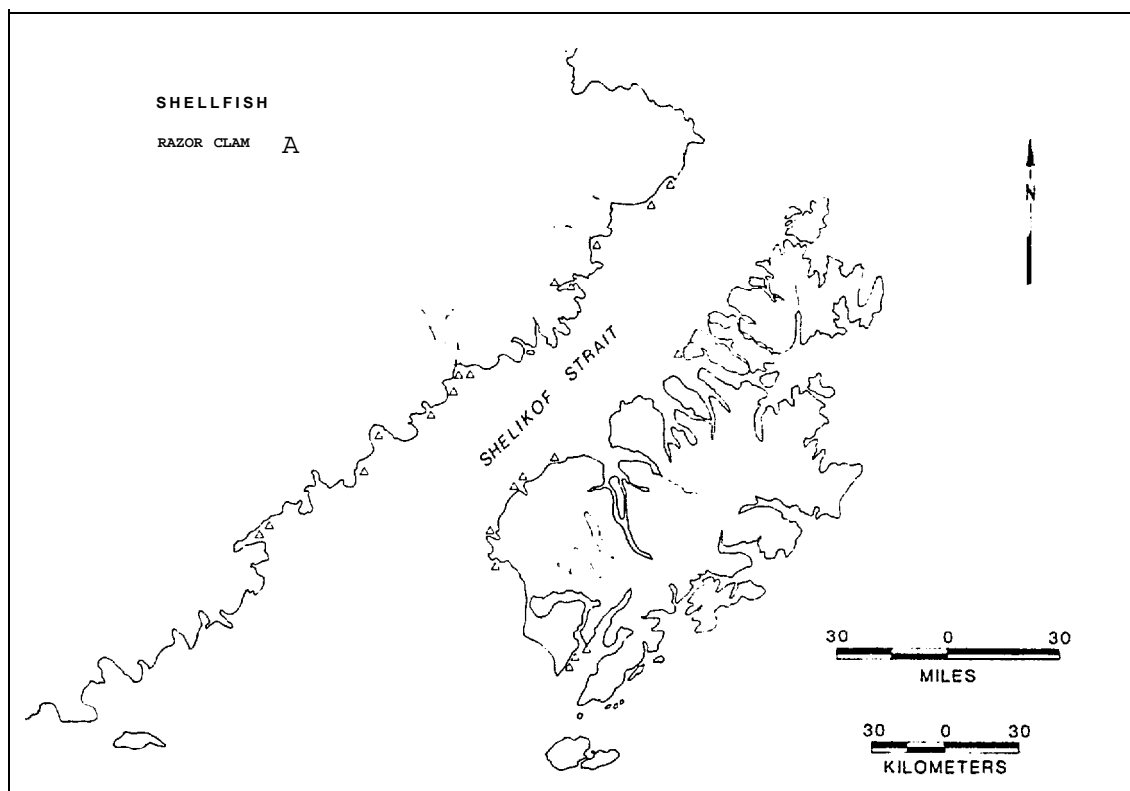 SHELLFISH
RAZOR CLAM A
N
SHELIKOF STRAIT
30 0 30
MILES
30 0 30
KILOMETERS